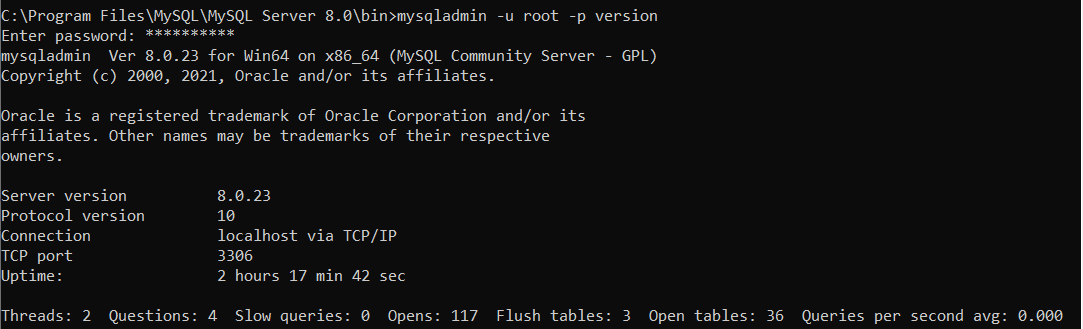 C:\Program Files\MySQL\MySQL Server 8.0\bin>mysqladmin -u root -p version
Enter password: **********
mysqladmin  Ver 8.0.23 for Win64 on x86_64 (MySQL Community Server - GPL)
Copyright (c) 2000, 2021, Oracle and/or its affiliates.

Oracle is a registered trademark of Oracle Corporation and/or its
affiliates. Other names may be trademarks of their respective
owners.

Server version          8.0.23
Protocol version        10
Connection              localhost via TCP/IP
TCP port                3306
Uptime:                 2 hours 17 min 42 sec

Threads: 2  Questions: 4  Slow queries: 0  Opens: 117  Flush tables: 3  Open tables: 36  Queries per second avg: 0.000